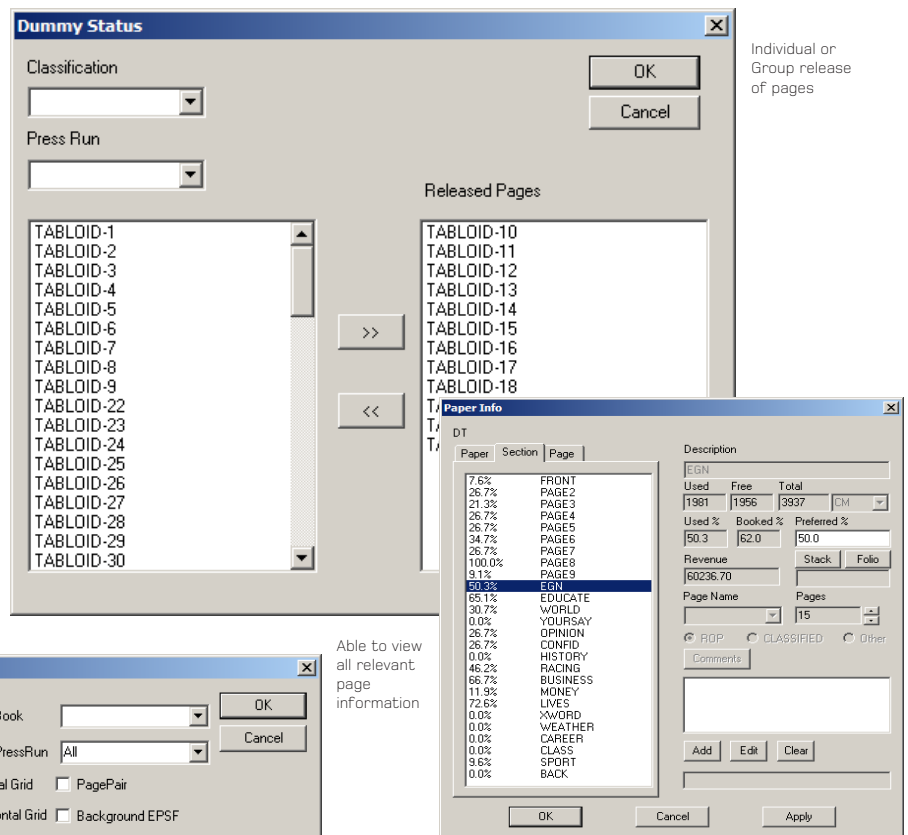 Dummy Status
Classification
OK
Cancel
Press Run
Released Pages
TABLOID-1
TABLOID-2
TABLOID-3
TABLOID-4
TABLOID-5
TABLOID-6
TABLOID-7
TABLOID-8
TABLOID-9
TABLOID-22
TABLOID-23
TABLOID-24
TABLOID-25
TABLOID-26
TABLOID-27
TABLOID-28
TABLOID-29
TABLOID-30
>>
<<
TABLOID-10
TABLOID-11
TABLOID-12
TABLOID-13
TABLOID-14
TABLOID-15
TABLOID-16
TABLOID-17
TABLOID-18
Individual or
Group release
of pages
Paper Info
DT
Paper Section Page
7.6% FRONT
26.7% PAGE2
21.3% PAGE3
26.7% PAGE4
26.7% PAGE5
34.7% PAGE6
26.7% PAGE7
100.0% PAGE8
9.1% PAGE9
50.3% EGN
65.1% EDUCATE
30.7% WORLD
0.0% YOURSAY
26.7% OPINION
26.7% CONFID
0.0% HISTORY
46.2% RACING
66.7% BUSINESS
11.9% MONEY
72.6% LIVES
0.0% XWORD
0.0% WEATHER
0.0% CAREER
0.0% CLASS
9.6% SPORT
0.0% BACK
Description
EGN
Used Free Total
1981 1956 3937 CM
Used % Booked % Preferred %
50.3 62.0 50.0
Revenue Stack Folio
60236.70
Page Name Pages
15
ROP CLASSIFIED Other
Comments
Add Edit Clear
OK Cancel Apply
Able to view
all relevant
page
information
Book
OK
PressRun All
Cancel
al Grid PagePair
ontal Grid Background EPSF